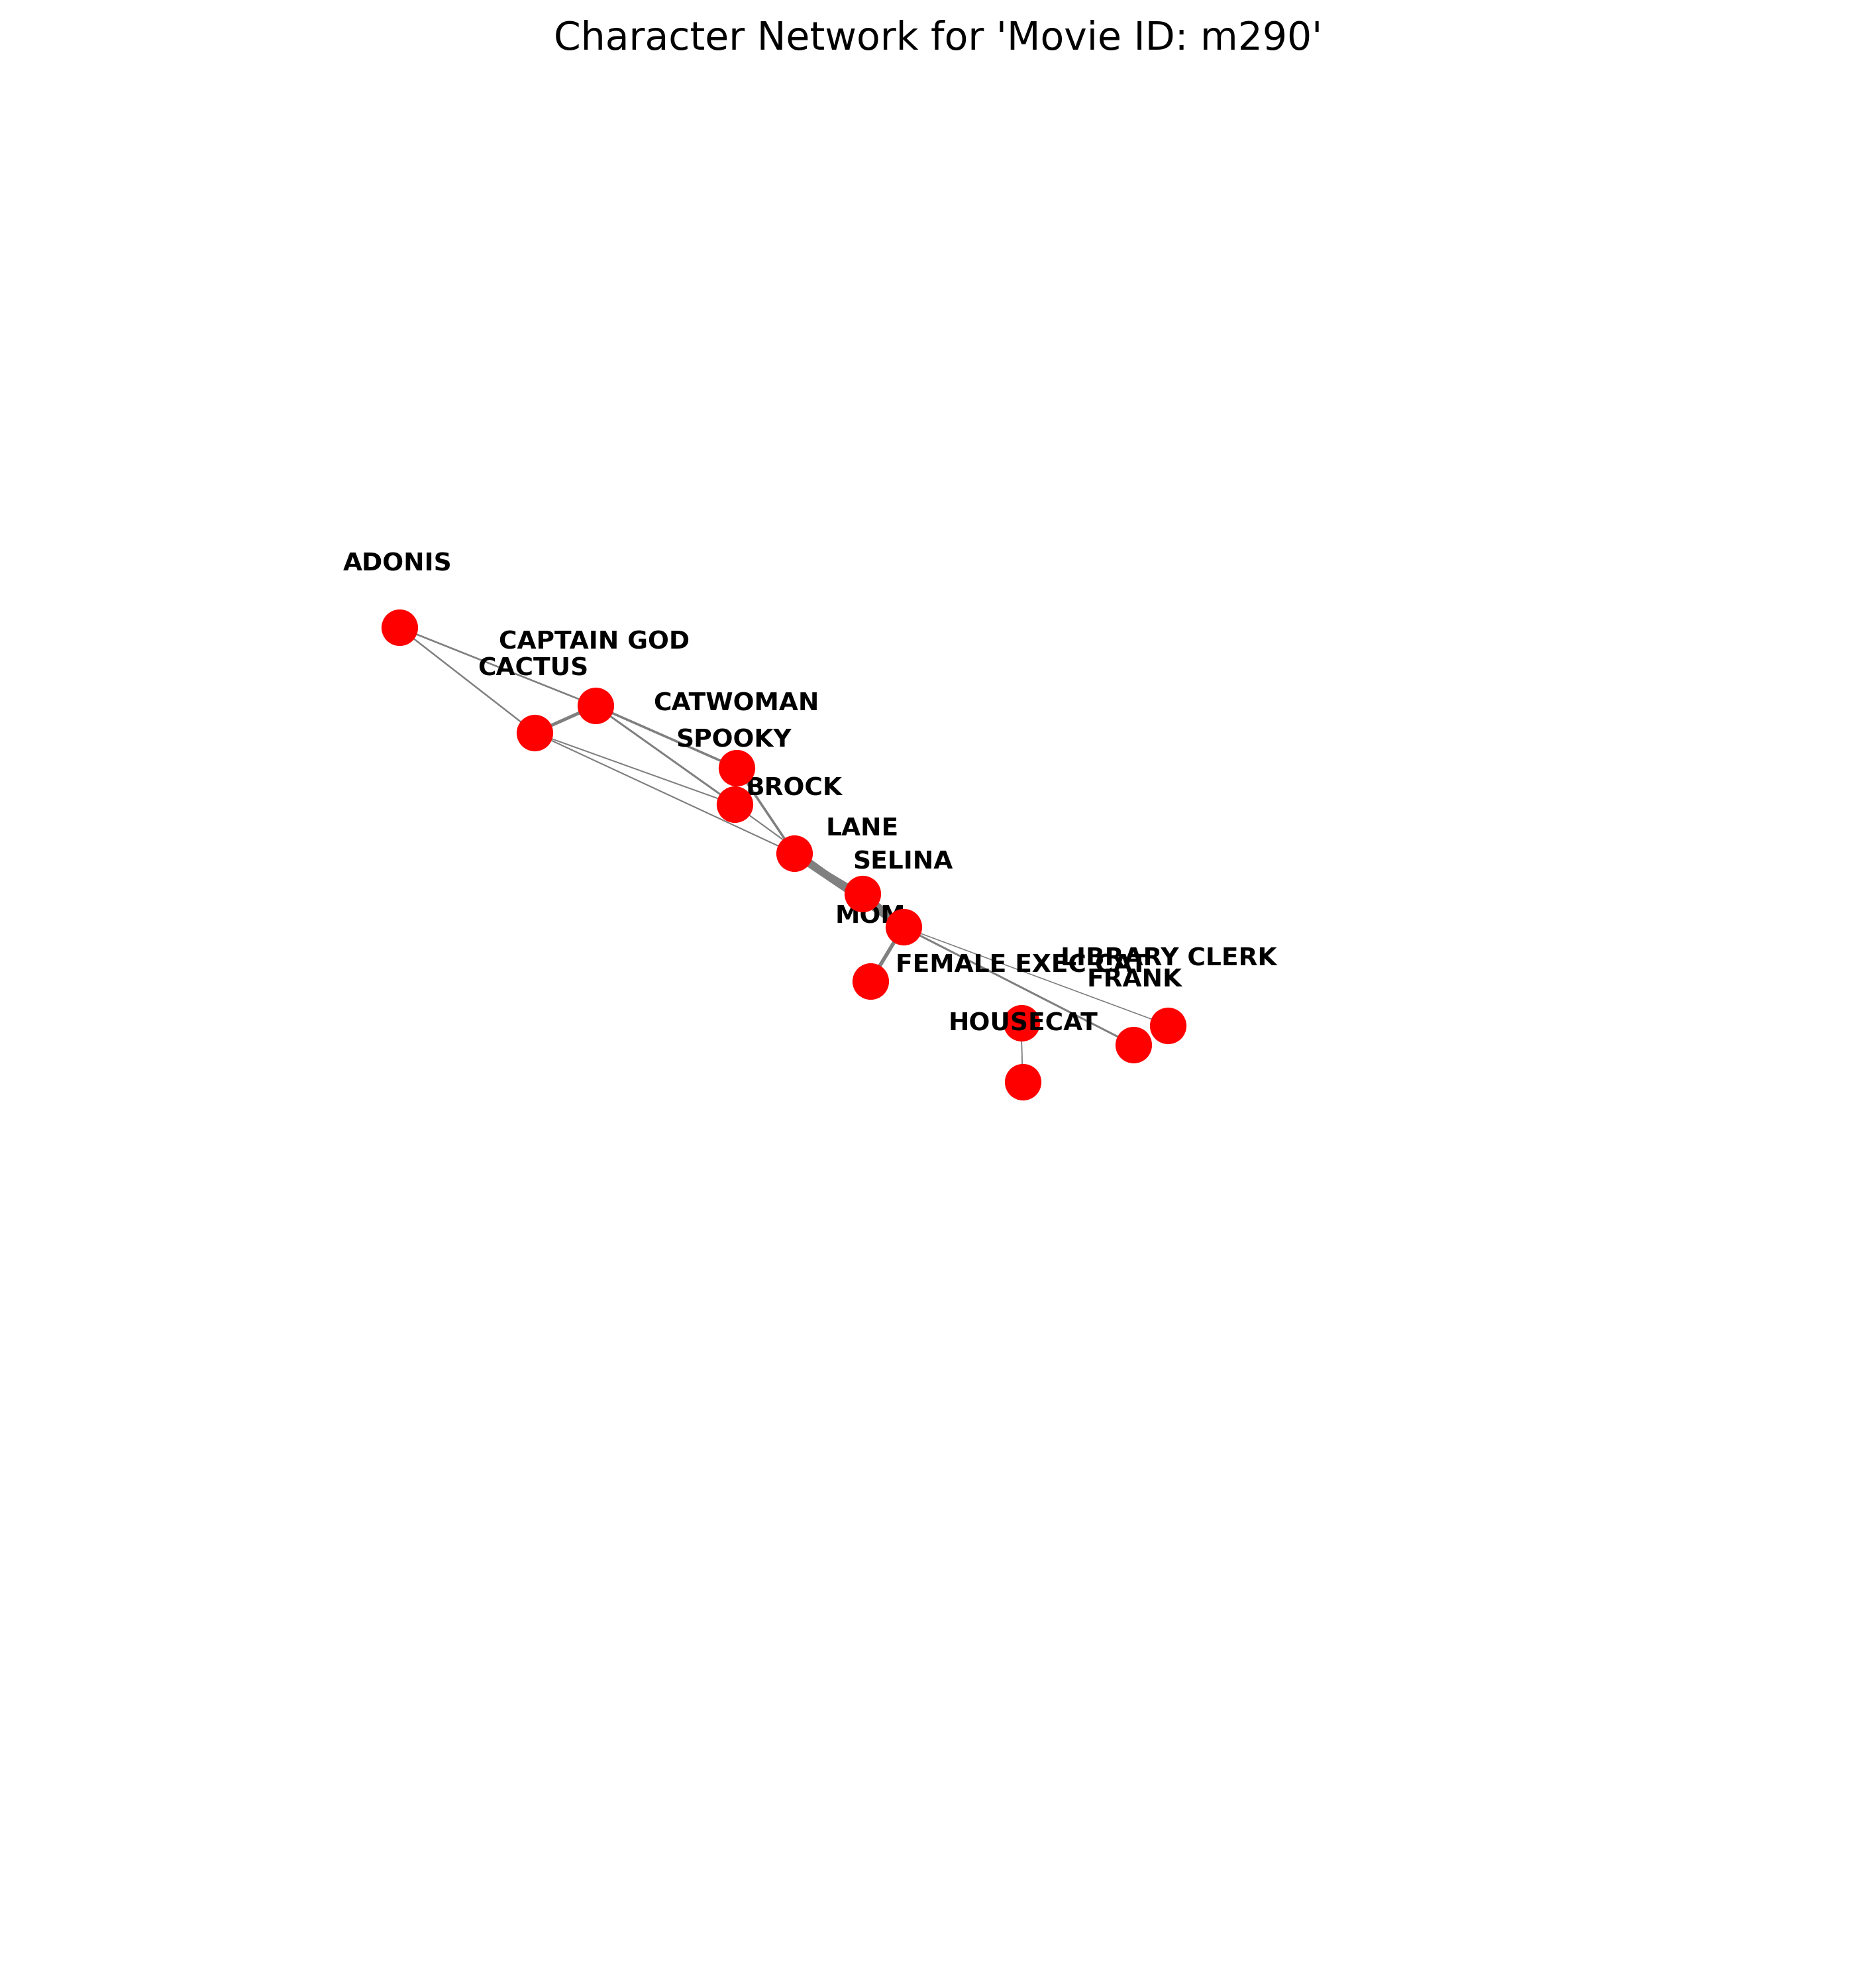 Character Network for 'Movie ID: m290'
ADONIS
CAPTAIN GOD
CACTUS
CATWOMAN
SPOOKY
BROCK
LANE
SELINA
MOM
LIBRARY CLERK
FEMALE EXEC CAT
FRANK
HOUSECAT